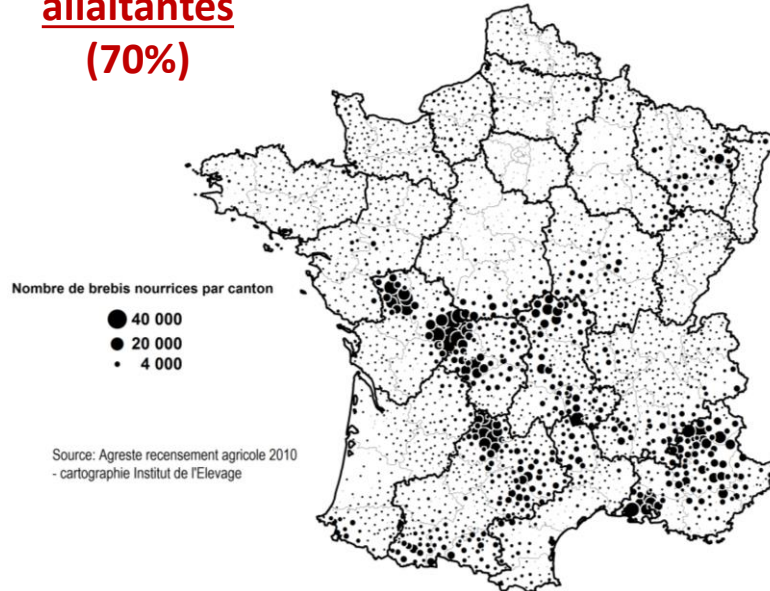 allaitantes
(70%)
Nombre de brebis nourrices par canton
40 000
20 000
4 000
Source: Agreste recensement agricole 2010
- cartographie Institut de l'Elevage